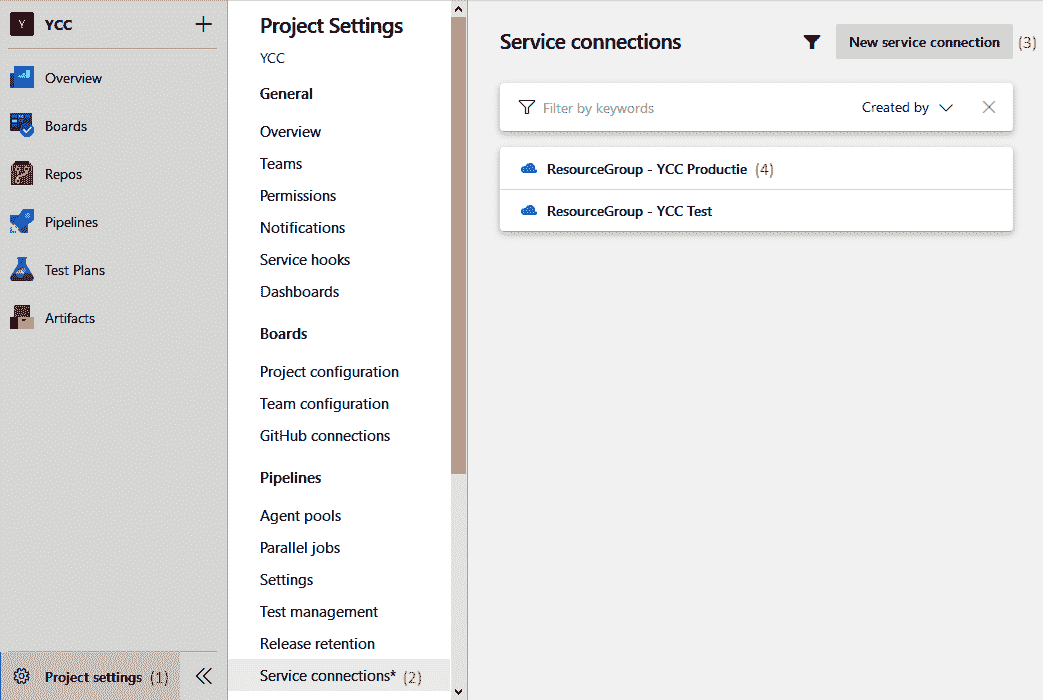 Y YCC +
Overview
Boards
Repos
Pipelines
Test Plans
Artifacts
Project settings (1)
Project Settings
YCC
General
Overview
Teams
Permissions
Notifications
Service hooks
Dashboards
Boards
Project configuration
Team configuration
GitHub connections
Pipelines
Agent pools
Parallel jobs
Settings
Test management
Release retention
Service connections* (2)
Service connections
New service connection (3)
Filter by keywords
Created by
ResourceGroup - YCC Productie (4)
ResourceGroup - YCC Test